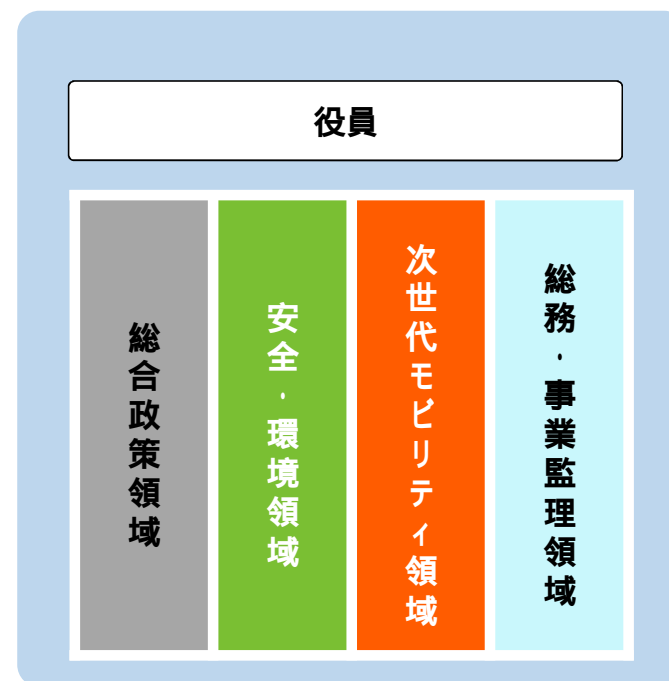 役員
総合政策領域
安全・環境領域
次世代モビリティ領域
総務・事業監理領域